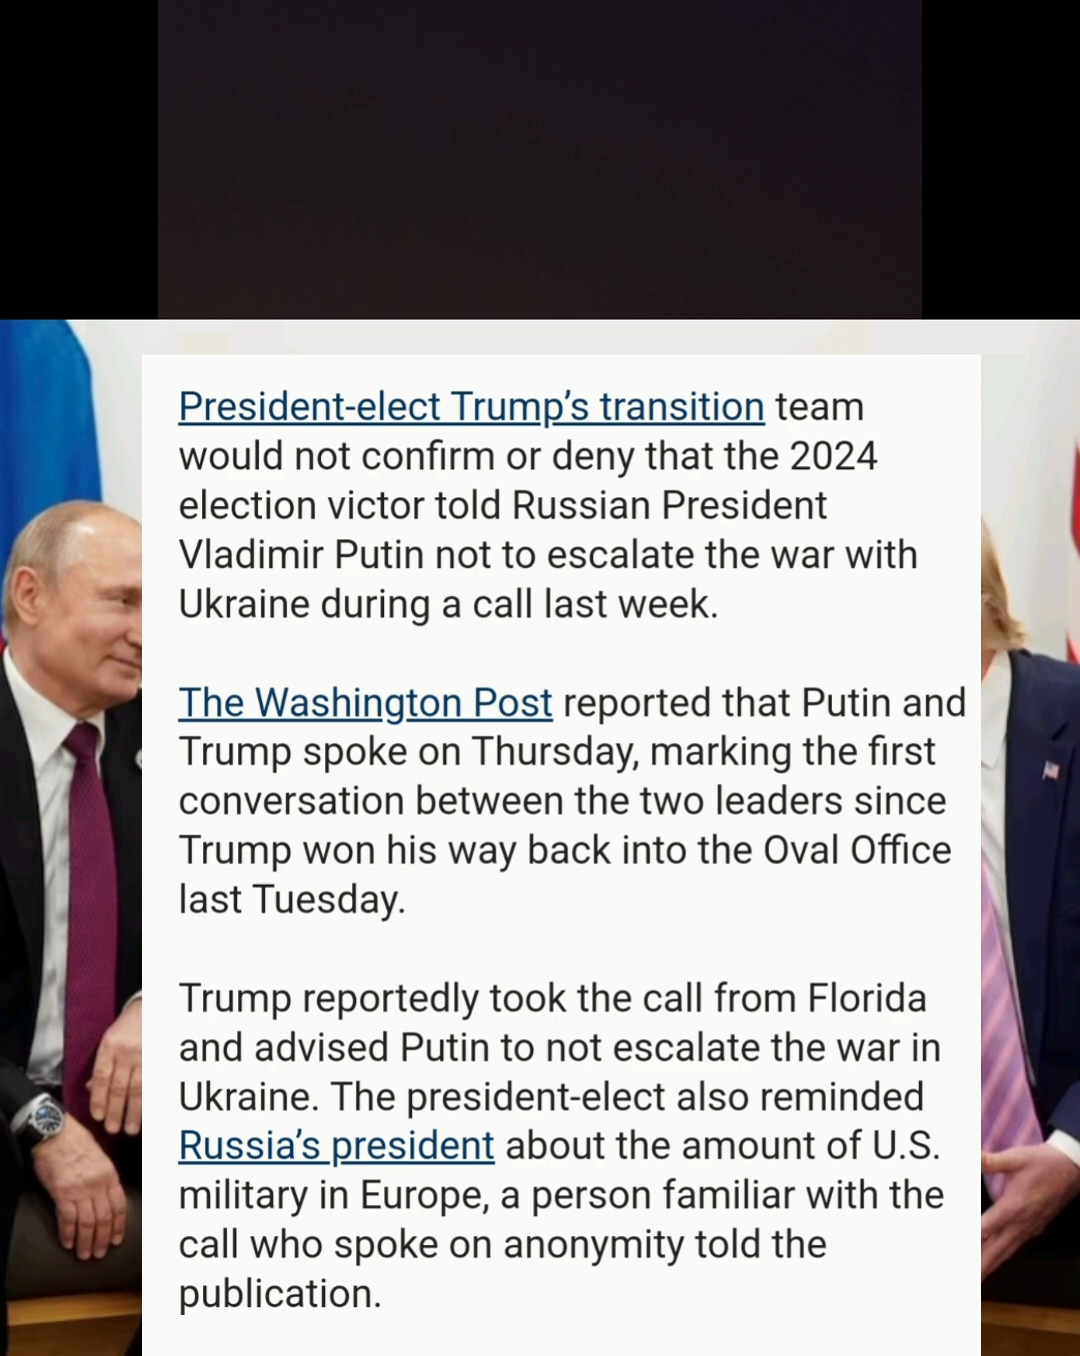 President-elect Trump’s transition team
would not confirm or deny that the 2024
election victor told Russian President
Vladimir Putin not to escalate the war with
Ukraine during a call last week.
The Washington Post reported that Putin and
Trump spoke on Thursday, marking the first
conversation between the two leaders since
Trump won his way back into the Oval Office
last Tuesday.
Trump reportedly took the call from Florida
and advised Putin to not escalate the war in
Ukraine. The president-elect also reminded
Russia’s president about the amount of U.S.
military in Europe, a person familiar with the
call who spoke on anonymity told the
publication.